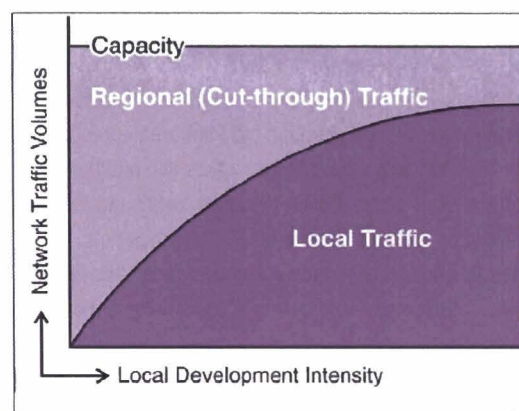 Capacity
Regional (Cut-through) Traffic
Local Traffic
Network Traffic Volumes
Local Development Intensity